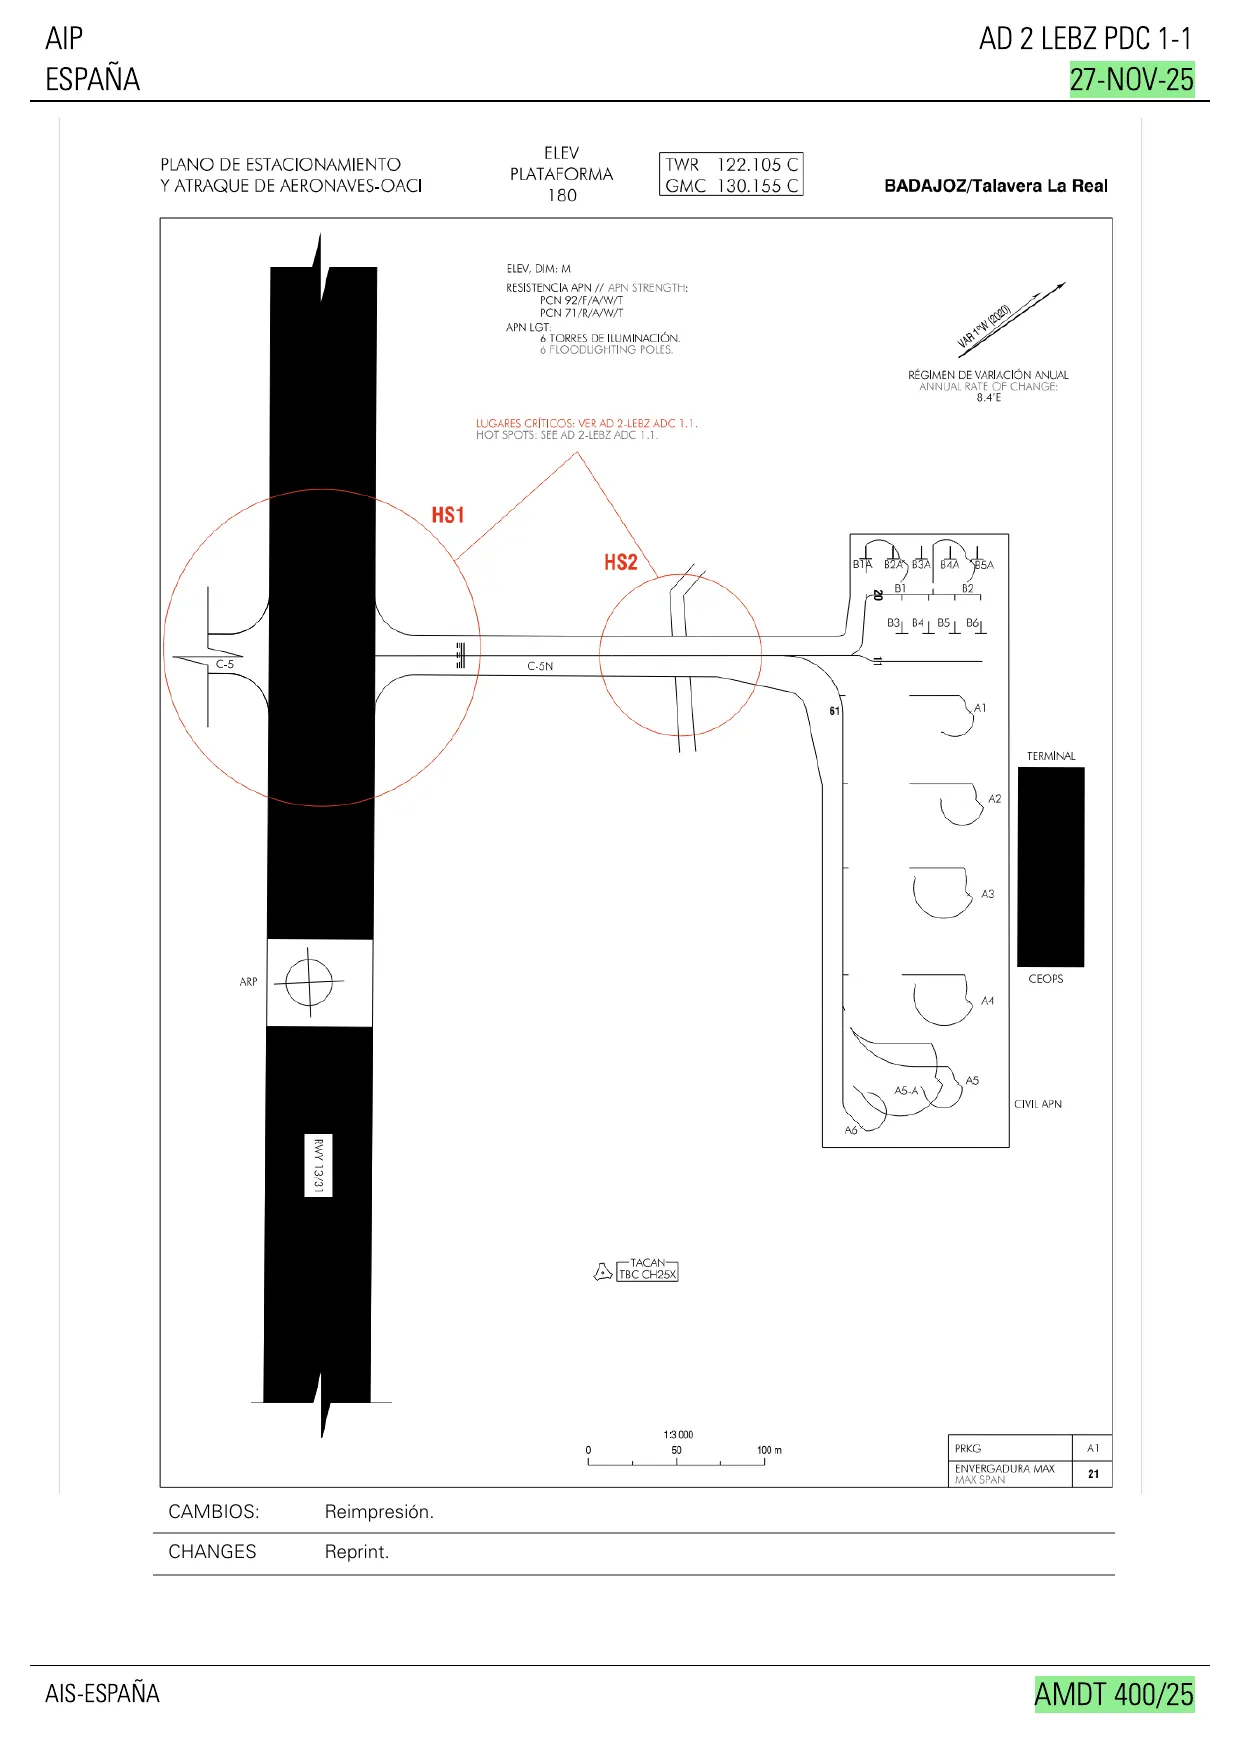 AIP
ESPAÑA
AD 2 LEBZ PDC 1-1
27-NOV-25
PLANO DE ESTACIONAMIENTO
Y ATRAQUE DE AERONAVES-OACI
ELEV
PLATAFORMA
180
TWR 122.105 C
GMC 130.155 C
BADAJOZ/Talavera La Real
ELEV, DIM: M
RESISTENCIA APN // APN STRENGTH:
PCN 92/F/A/W/T
PCN 71/R/A/W/T
APN LGT:
6 TORRES DE ILUMINACIÓN.
6 FLOODLIGHTING POLES.
VAR 1°W (2020)
RÉGIMEN DE VARIACIÓN ANUAL
ANNUAL RATE OF CHANGE:
8.4'E
LUGARES CRÍTICOS: VER AD 2-LEBZ ADC 1.1.
HOT SPOTS: SEE AD 2-LEBZ ADC 1.1.
HS1
HS2
B1A B2A B3A B4A B5A
B1 B2
20
B3 B4 B5 B6
C-5
C-5N
11
61
A1
TERMINAL
A2
A3
ARP
CEOPS
A4
A5
A5-A
CIVIL APN
A6
RWY 13/31
TACAN
TBC CH25X
1:3 000
0 50 100 m
PRKG A1
ENVERGADURA MAX
MAX SPAN
21
CAMBIOS: Reimpresión.
CHANGES Reprint.
AIS-ESPAÑA
AMDT 400/25